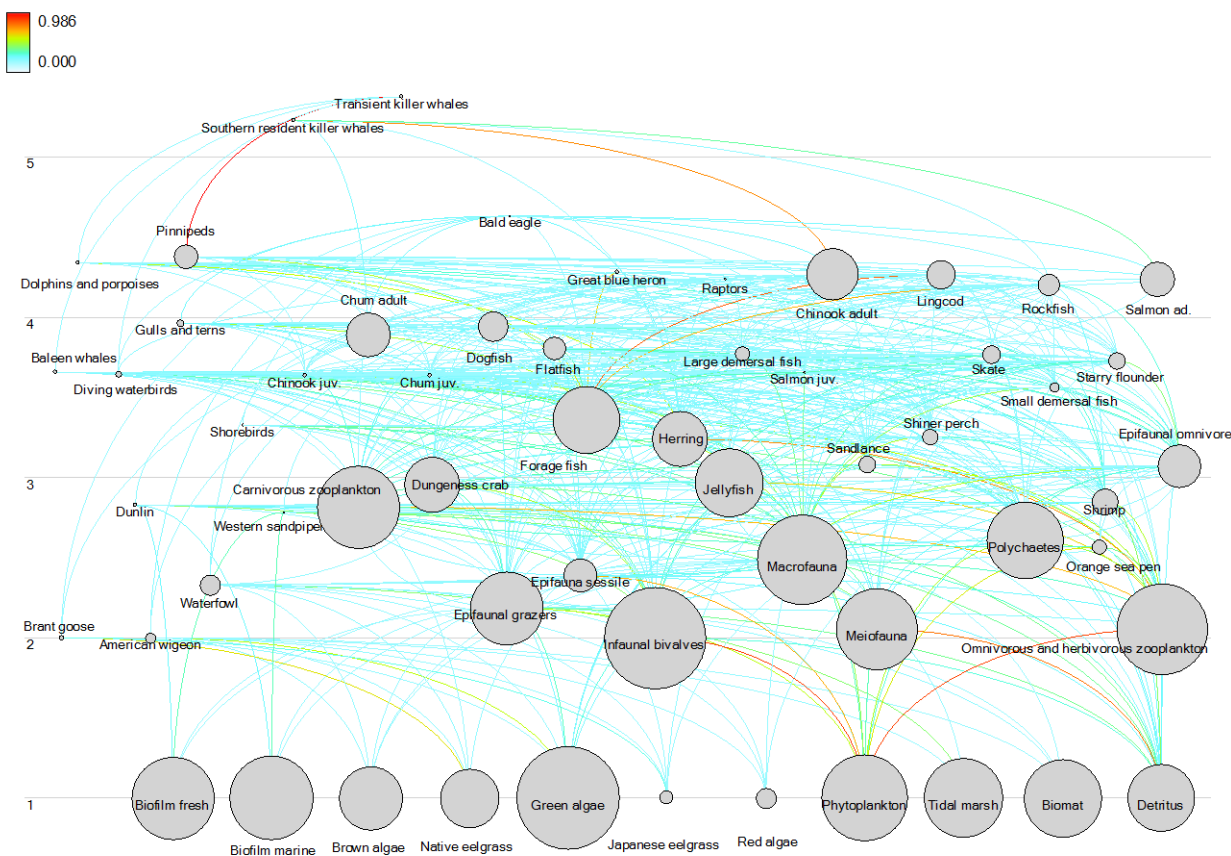 0.986
0.000
Transient killer whales
Southern resident killer whales
5
Bald eagle
Pinnipeds
Dolphins and porpoises
Great blue heron
Raptors
Chinook adult
Lingcod
Rockfish
Salmon ad.
Chum adult
4
Gulls and terns
Dogfish
Flatfish
Large demersal fish
Skate
Starry flounder
Baleen whales
Diving waterbirds
Chinook juv.
Chum juv.
Salmon juv.
Small demersal fish
Shorebirds
Forage fish
Herring
Shiner perch
Sandlance
Epifaunal omnivore
3
Carnivorous zooplankton
Dungeness crab
Jellyfish
Dunlin
Western sandpiper
Shrimp
Polychaetes
Orange sea pen
Macrofauna
Waterfowl
Epifauna sessile
Epifaunal grazers
Brant goose
2
American wigeon
Infaunal bivalves
Meiofauna
Omnivorous and herbivorous zooplankton
1
Biofilm fresh
Biofilm marine
Brown algae
Native eelgrass
Green algae
Japanese eelgrass
Red algae
Phytoplankton
Tidal marsh
Biomat
Detritus